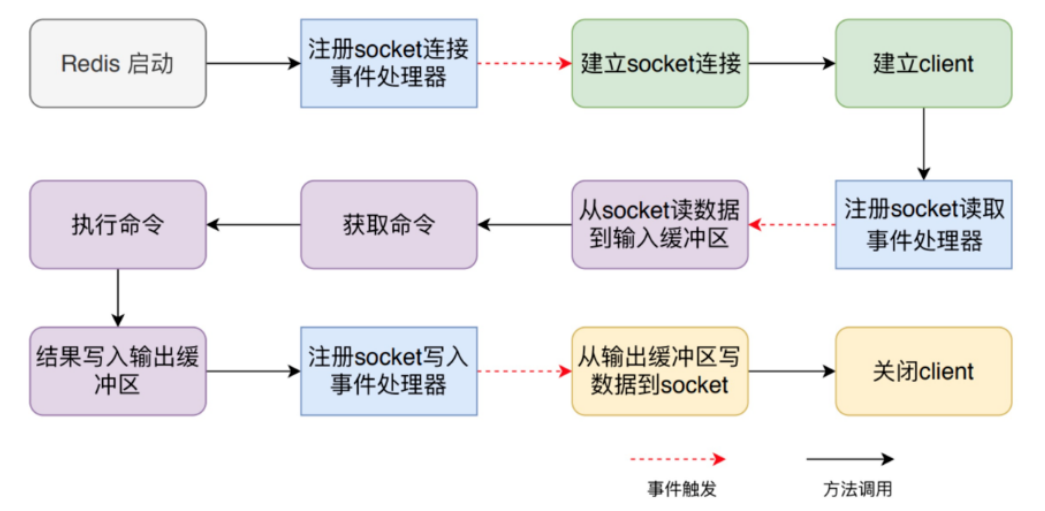 Redis 启动
注册socket连接
事件处理器
建立socket连接
建立client
执行命令
获取命令
从socket读数据
到输入缓冲区
注册socket读取
事件处理器
结果写入输出缓
冲区
注册socket写入
事件处理器
从输出缓冲区写
数据到socket
关闭client
事件触发
方法调用